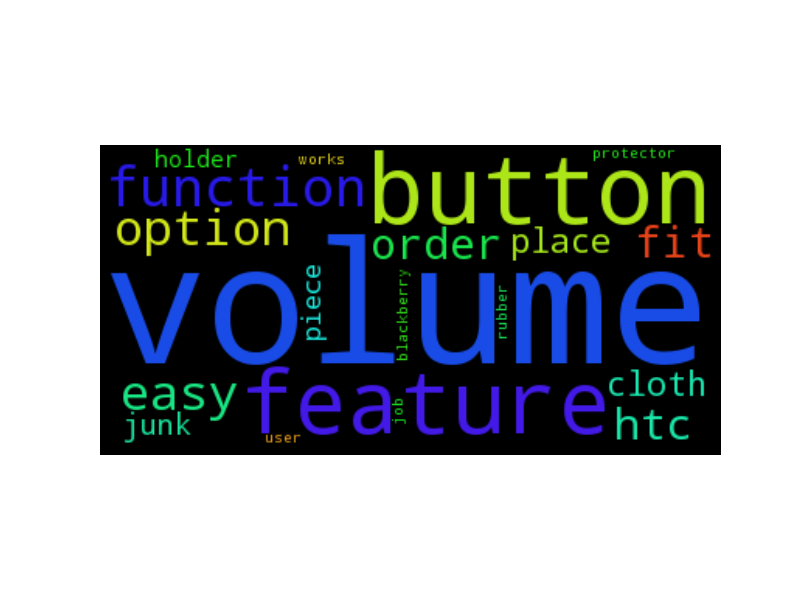 holder works protector
function button
option order place fit
volume
piece blackberry rubber
easy feature cloth
junk job htc
user